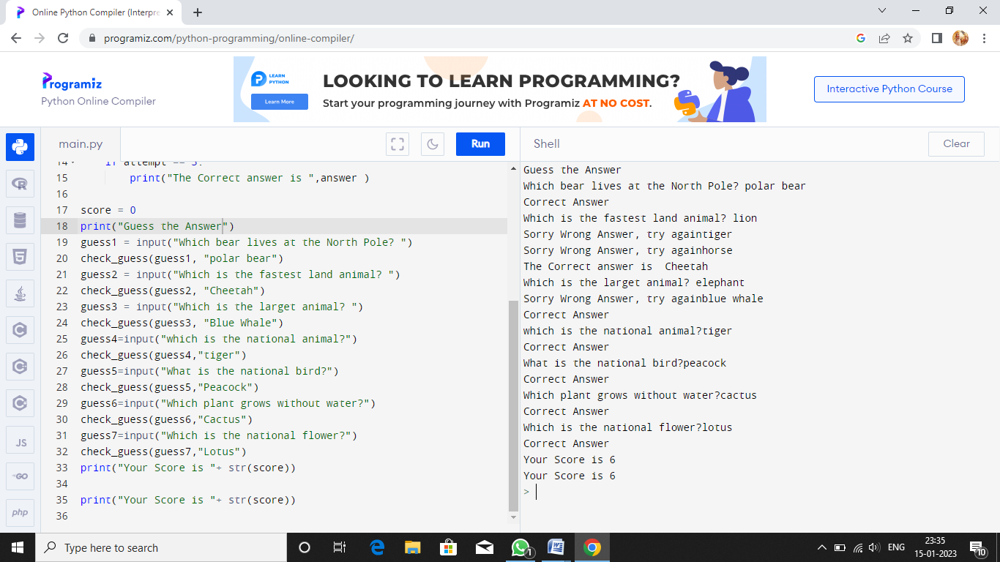 Online Python Compiler (Interpre
programiz.com/python-programming/online-compiler/
Programiz
Python Online Compiler
LEARN
PYTHON
Learn More
LOOKING TO LEARN PROGRAMMING?
Start your programming journey with Programiz AT NO COST.
Interactive Python Course
main.py
Run
Shell
Clear
14 if attempt == 3:
15 print("The Correct answer is ",answer )
16
17 score = 0
18 print("Guess the Answer")
19 guess1 = input("Which bear lives at the North Pole? ")
20 check_guess(guess1, "polar bear")
21 guess2 = input("Which is the fastest land animal? ")
22 check_guess(guess2, "Cheetah")
23 guess3 = input("Which is the larget animal? ")
24 check_guess(guess3, "Blue Whale")
25 guess4=input("which is the national animal?")
26 check_guess(guess4,"tiger")
27 guess5=input("What is the national bird?")
28 check_guess(guess5,"Peacock")
29 guess6=input("Which plant grows without water?")
30 check_guess(guess6,"Cactus")
31 guess7=input("Which is the national flower?")
32 check_guess(guess7,"Lotus")
33 print("Your Score is "+ str(score))
34
35 print("Your Score is "+ str(score))
36
Guess the Answer
Which bear lives at the North Pole? polar bear
Correct Answer
Which is the fastest land animal? lion
Sorry Wrong Answer, try againtiger
Sorry Wrong Answer, try againhorse
The Correct answer is  Cheetah
Which is the larget animal? elephant
Sorry Wrong Answer, try againblue whale
Correct Answer
which is the national animal?tiger
Correct Answer
What is the national bird?peacock
Correct Answer
Which plant grows without water?cactus
Correct Answer
Which is the national flower?lotus
Correct Answer
Your Score is 6
Your Score is 6
>
R
5
C
C
C
JS
GO
php
Type here to search
1
W
ENG
23:35
15-01-2023
10